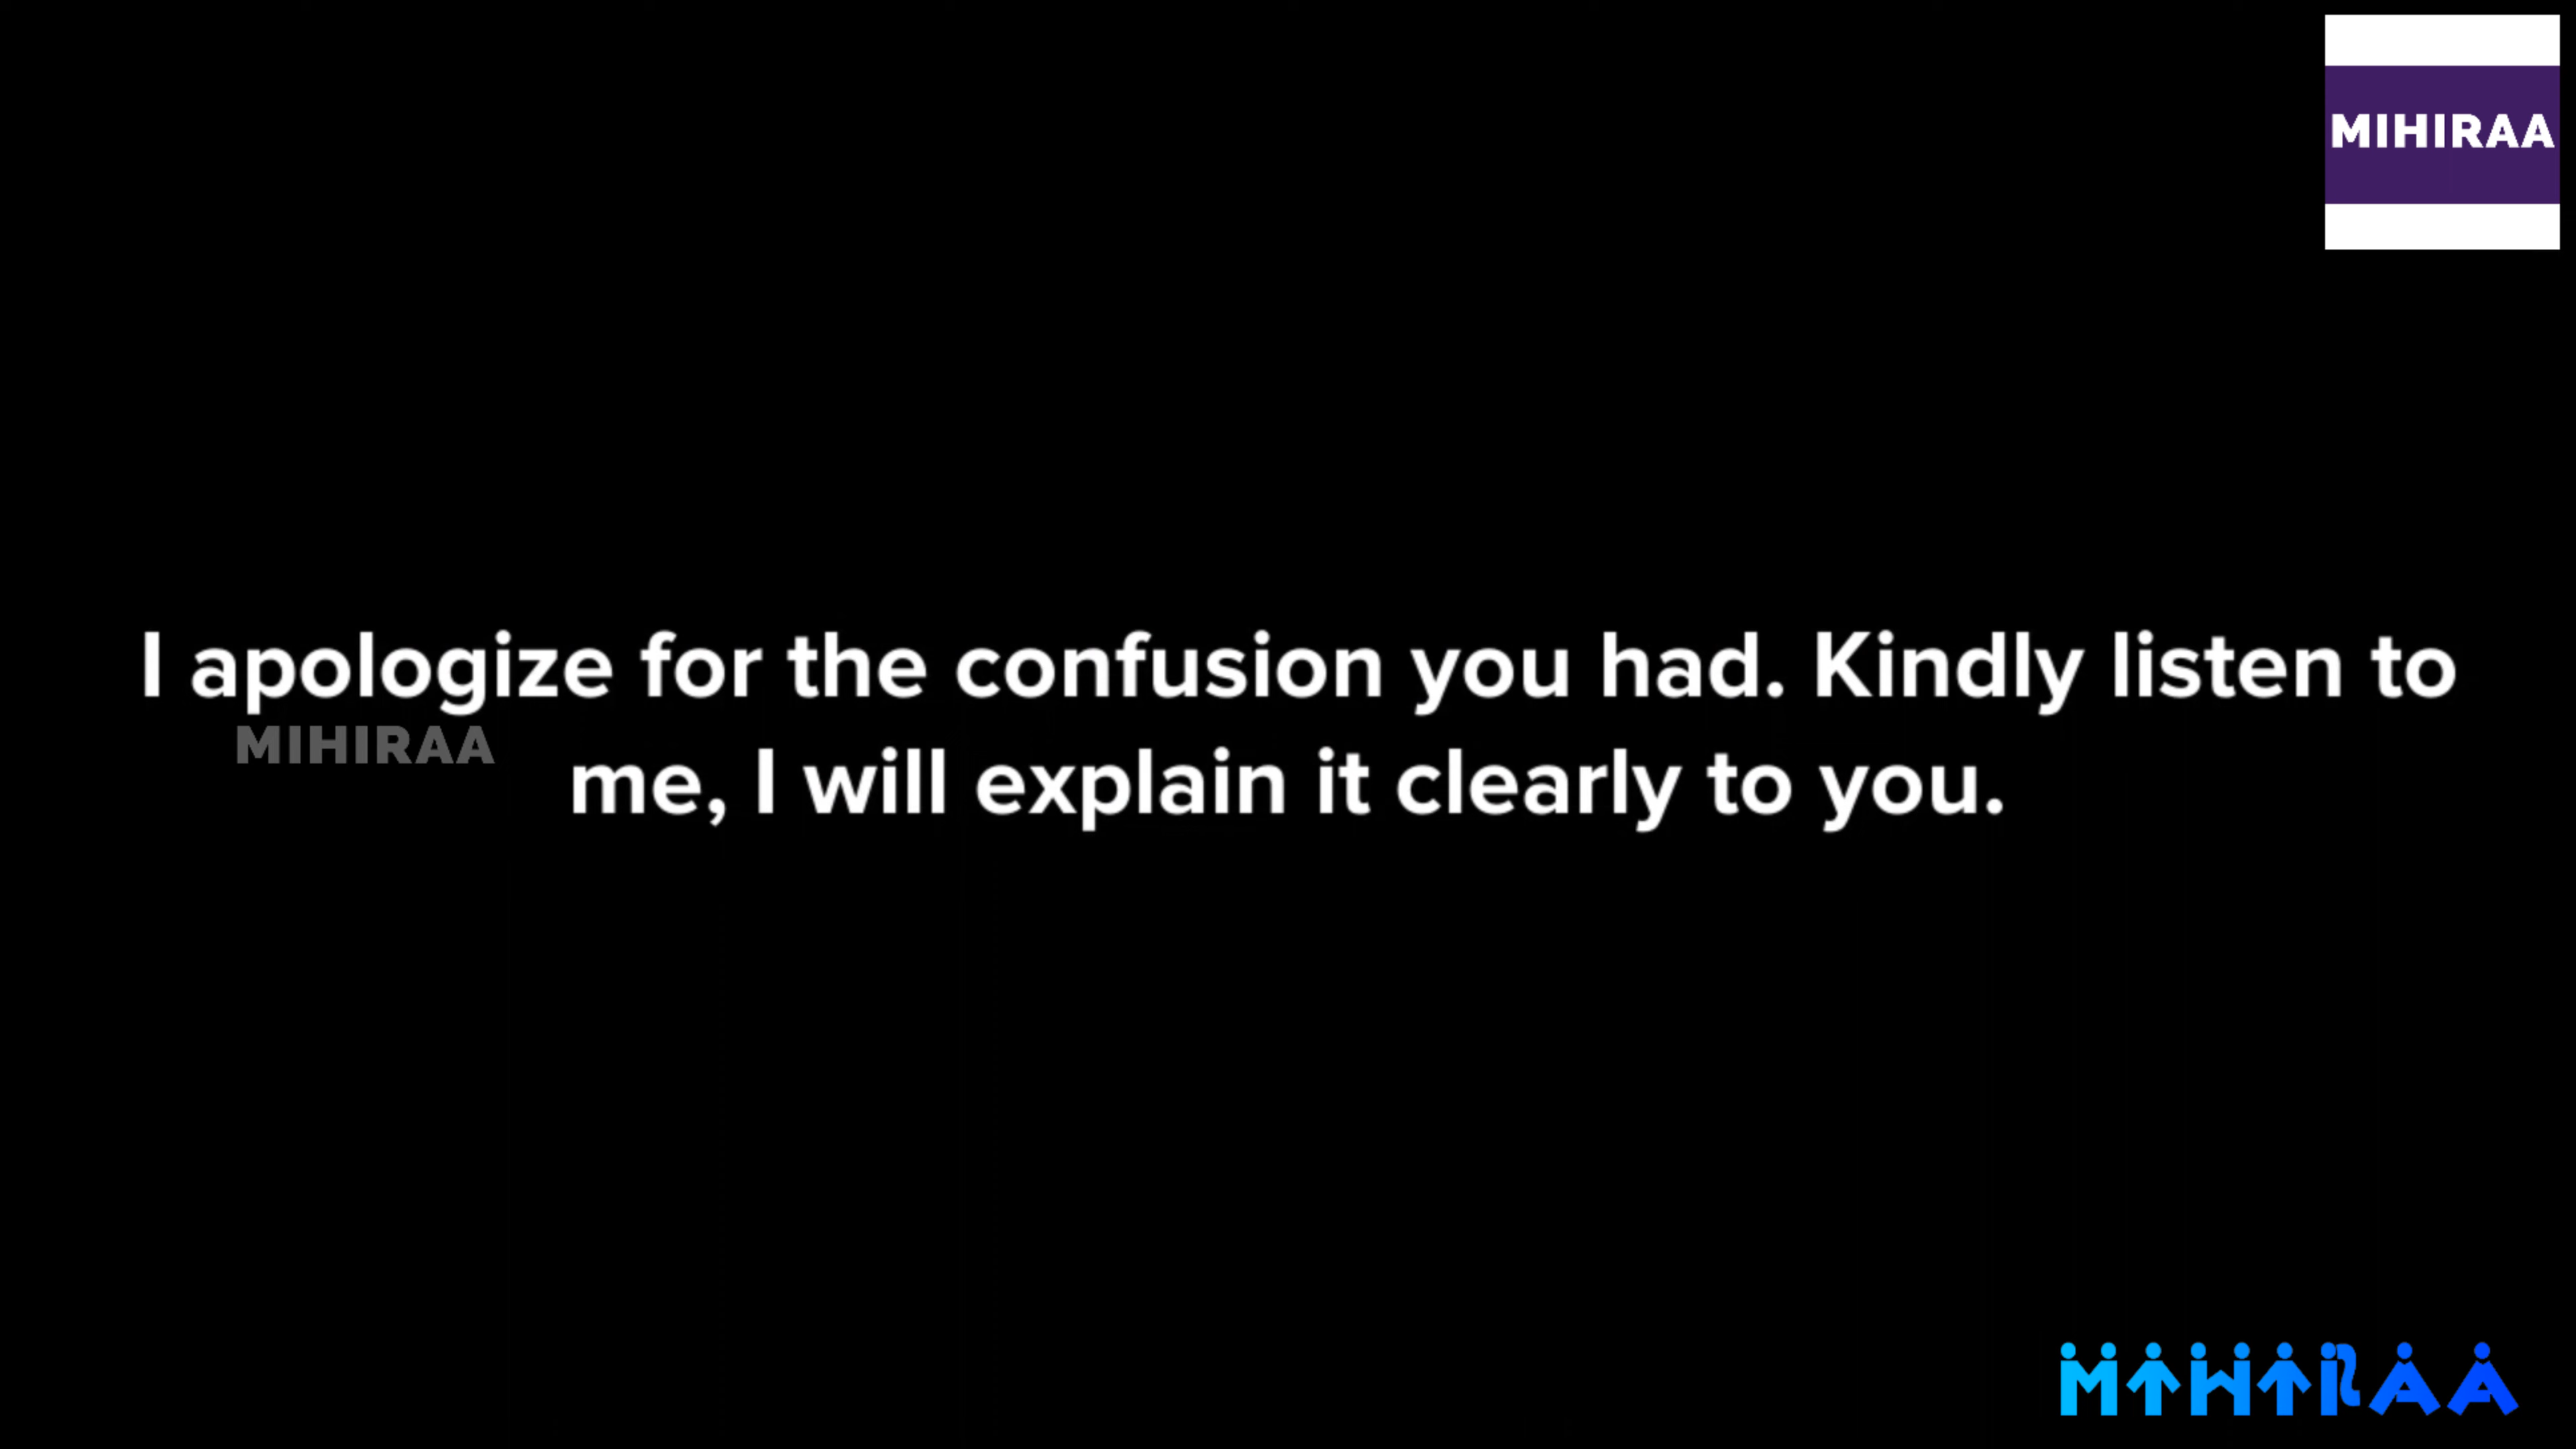 MIHIRAA
I apologize for the confusion you had. Kindly listen to
MIHIRAA
me, I will explain it clearly to you.
MIHIRAA